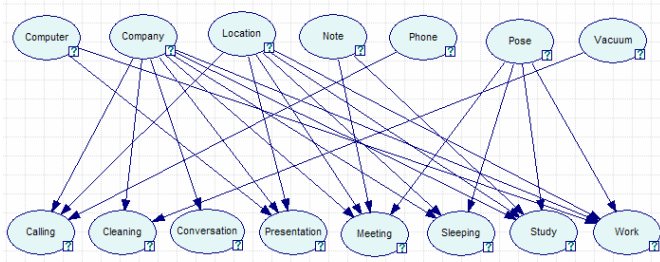 Computer
Company
Location
Note
Phone
Pose
Vacuum
?
?
?
?
?
?
?
Calling
Cleaning
Conversation
Presentation
Meeting
Sleeping
Study
Work
?
?
?
?
?
?
?
?